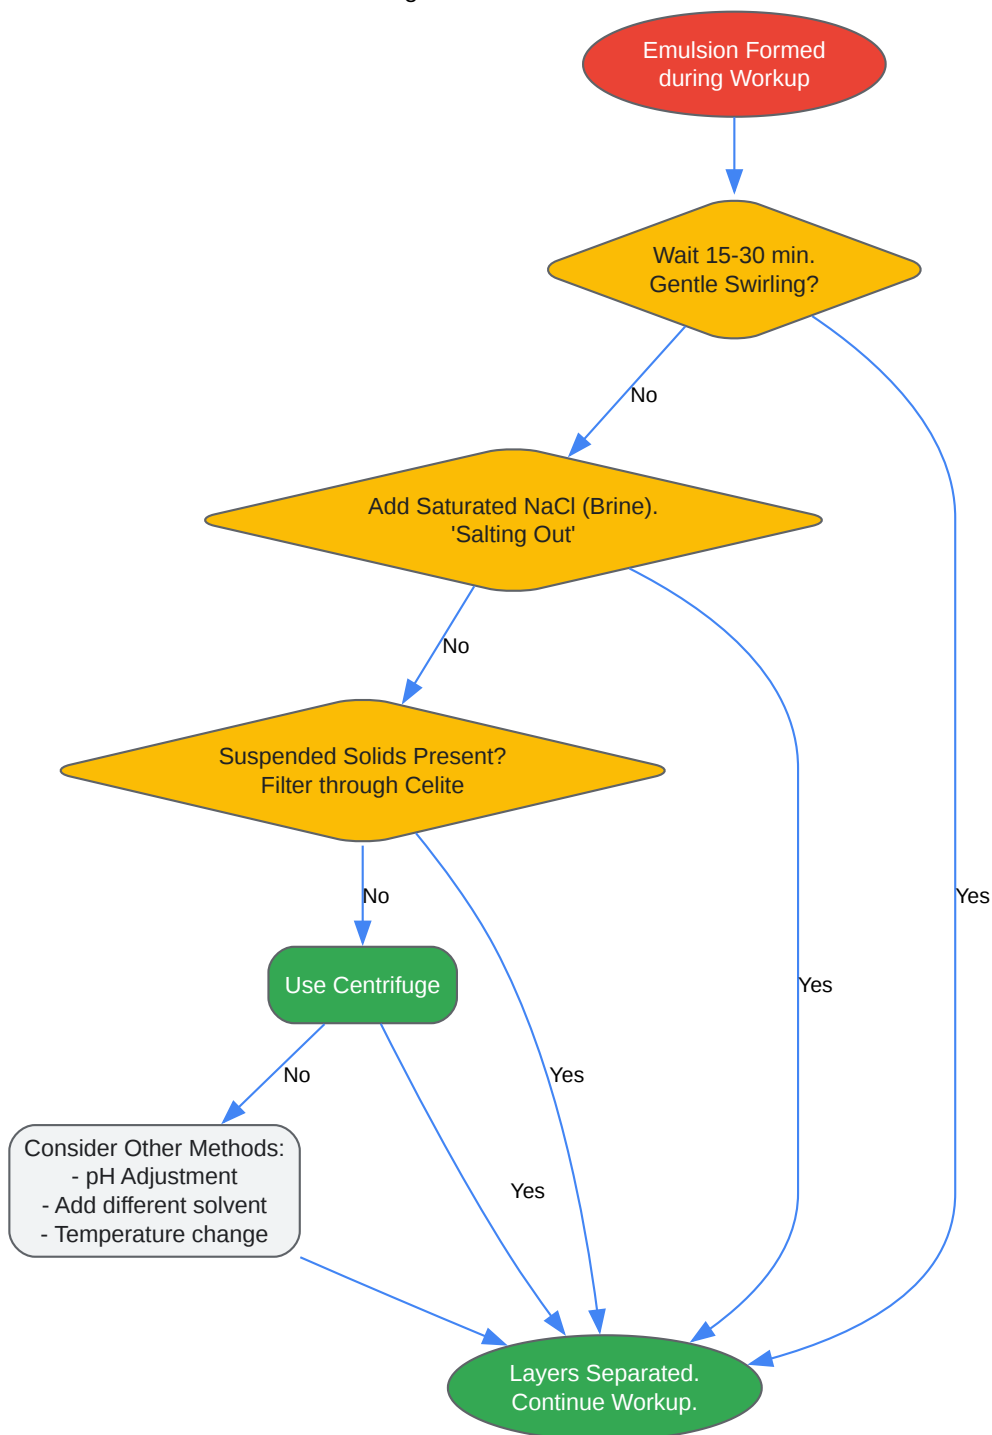 Emulsion Formed
during Workup
Wait 15-30 min.
Gentle Swirling?
No
Add Saturated NaCl (Brine).
'Salting Out'
No
Suspended Solids Present?
Filter through Celite
No
Yes
Use Centrifuge
Yes
No
Yes
Consider Other Methods:
- pH Adjustment
- Add different solvent
- Temperature change
Yes
Layers Separated.
Continue Workup.